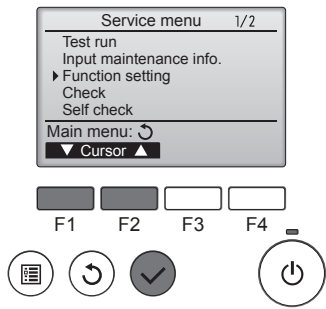 Service menu 1/2
Test run
Input maintenance info.
Function setting
Check
Self check
Main menu:
▼ Cursor ▲
F1 F2 F3 F4